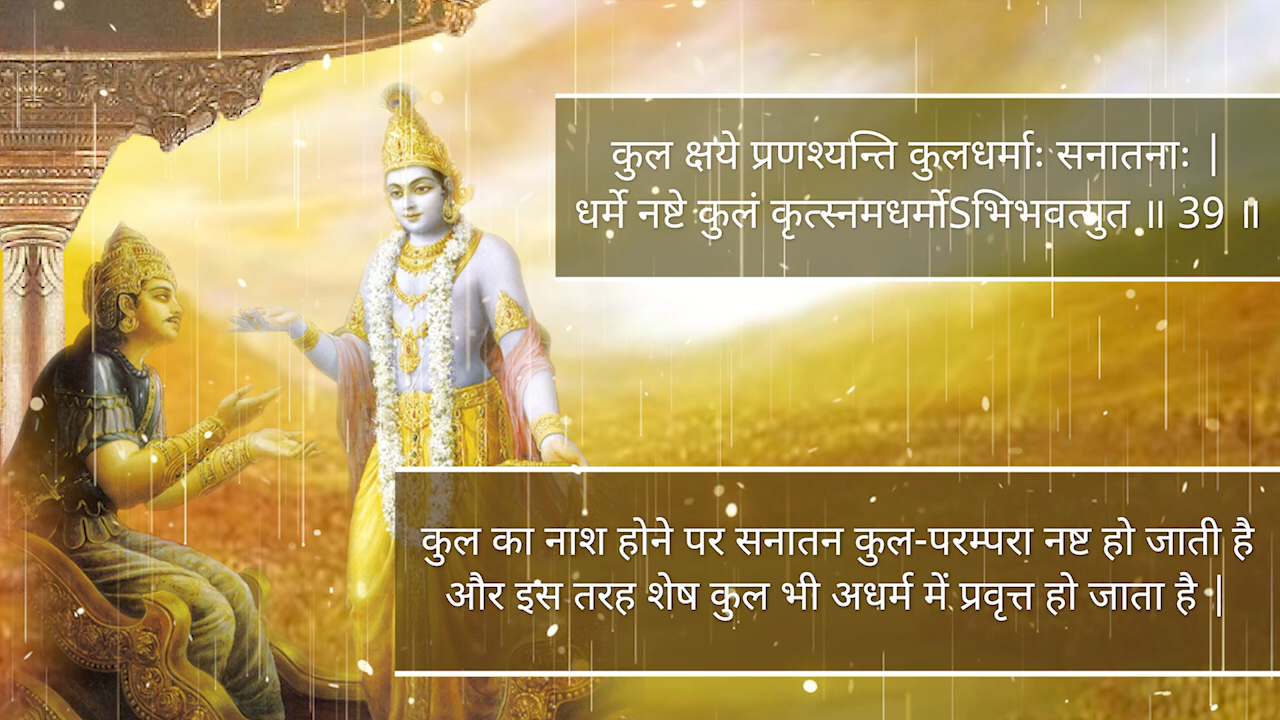 कुल क्षये प्रणश्यन्ति कुलधर्माः सनातनाः |
धर्मे नष्टे कुलं कृत्स्नमधर्मोSभिभवत्युत ॥ 39 ॥
कुल का नाश होने पर सनातन कुल-परम्परा नष्ट हो जाती है
और इस तरह शेष कुल भी अधर्म में प्रवृत्त हो जाता है |